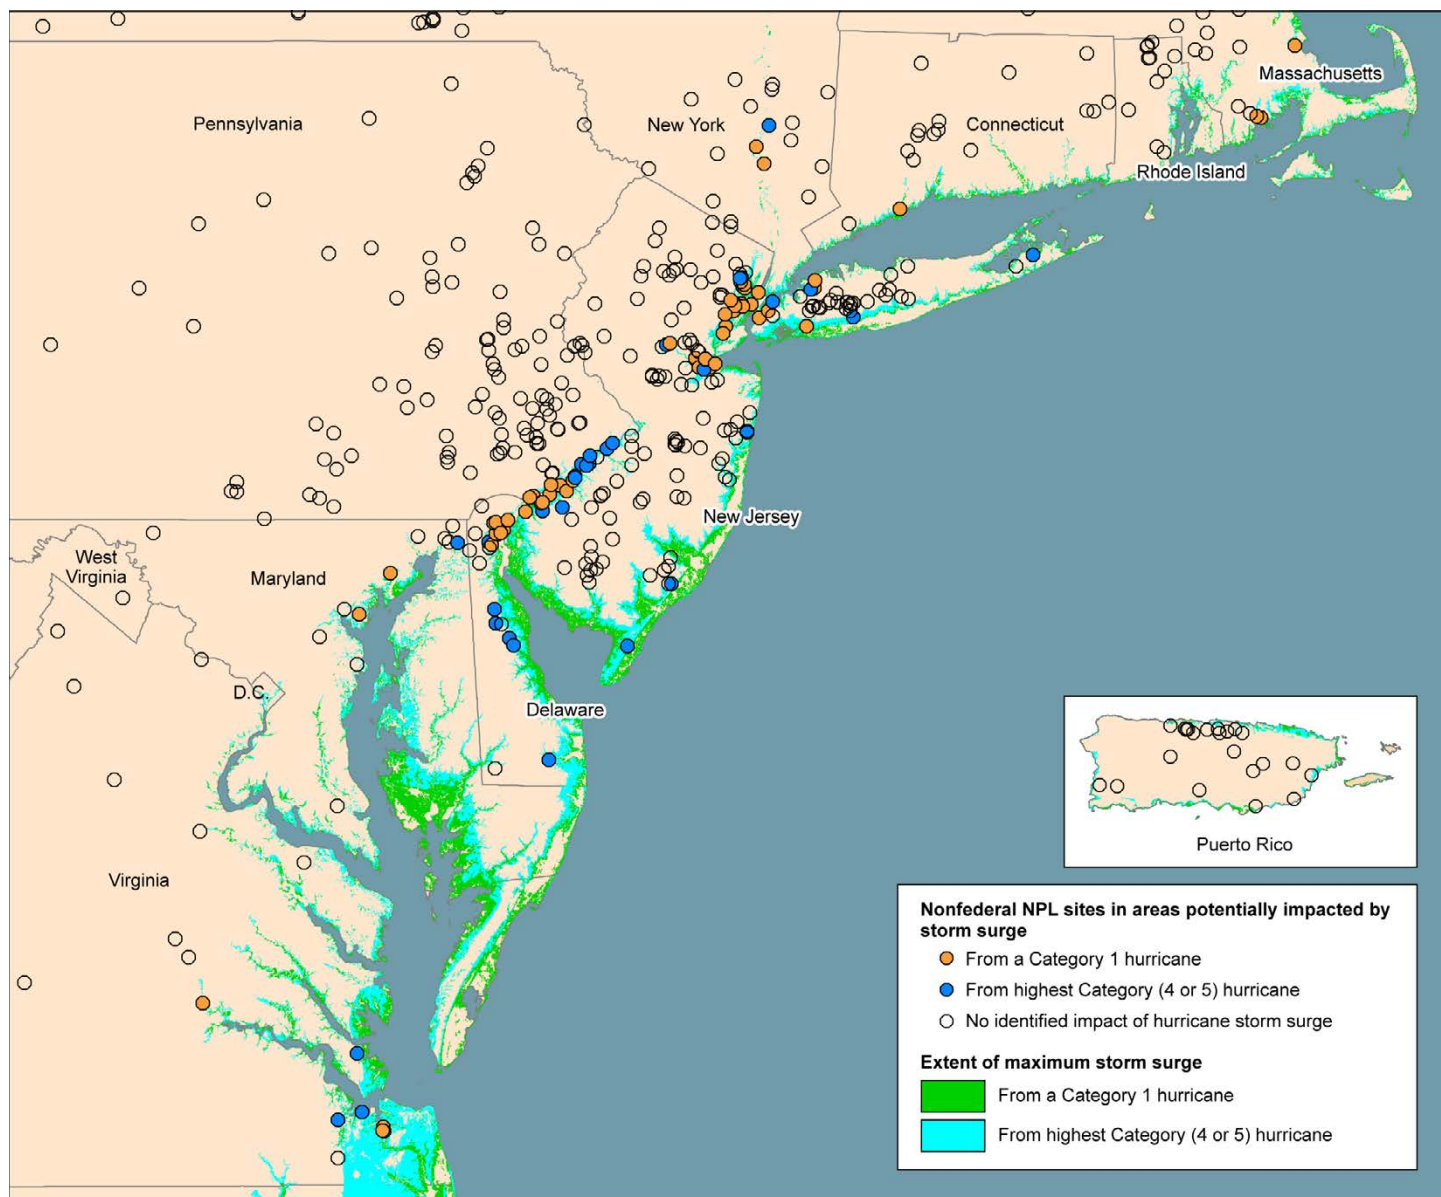 Massachusetts
Pennsylvania
New York
Connecticut
Rhode Island
New Jersey
West
Virginia
Maryland
D.C.
Delaware
Virginia
Puerto Rico
Nonfederal NPL sites in areas potentially impacted by
storm surge
From a Category 1 hurricane
From highest Category (4 or 5) hurricane
No identified impact of hurricane storm surge
Extent of maximum storm surge
From a Category 1 hurricane
From highest Category (4 or 5) hurricane